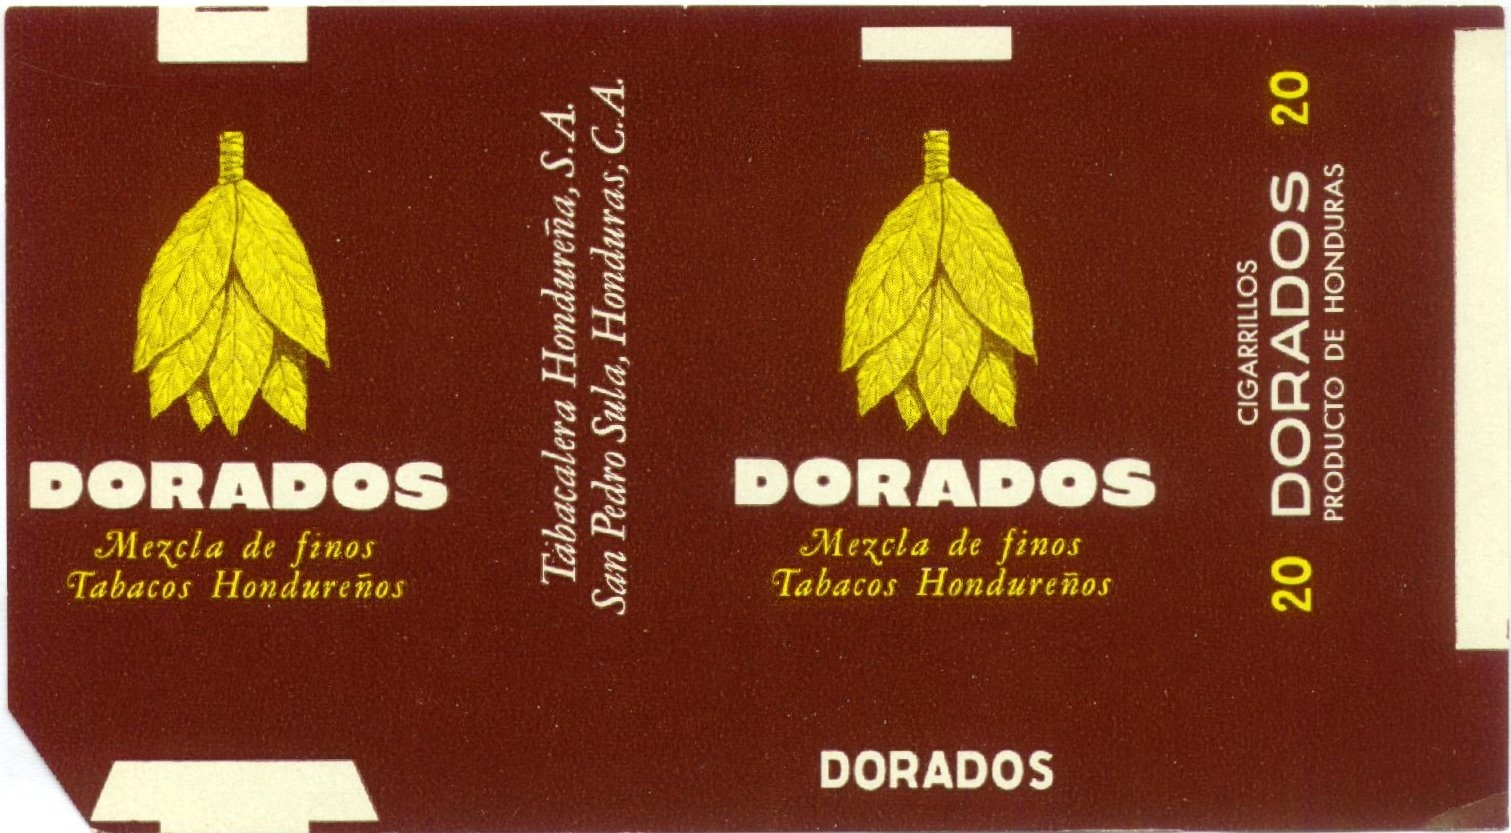 DORADOS
Mezcla de finos
Tabacos Hondureños
Tabacalera Hondureña, S.A.
San Pedro Sula, Honduras, C.A.
DORADOS
Mezcla de finos
Tabacos Hondureños
DORADOS
CIGARRILLOS
20 DORADOS 20
PRODUCTO DE HONDURAS